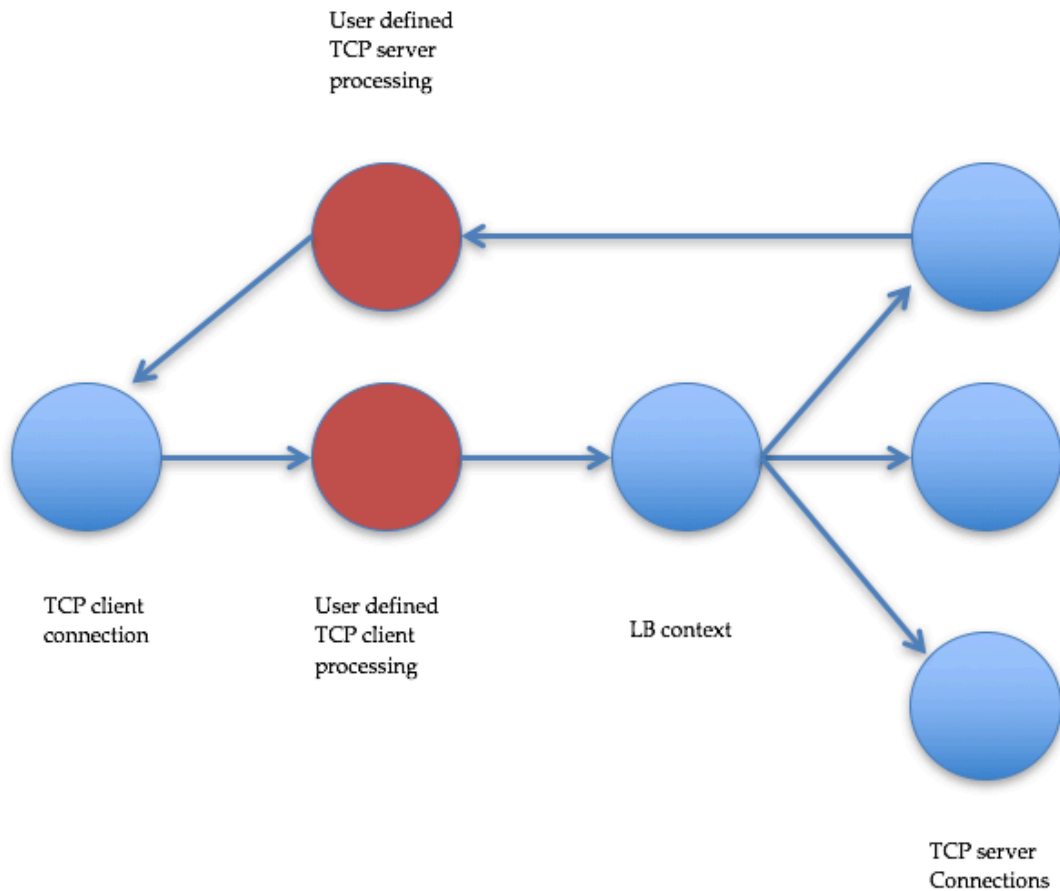 User defined
TCP server
processing
TCP client
connection
User defined
TCP client
processing
LB context
TCP server
Connections